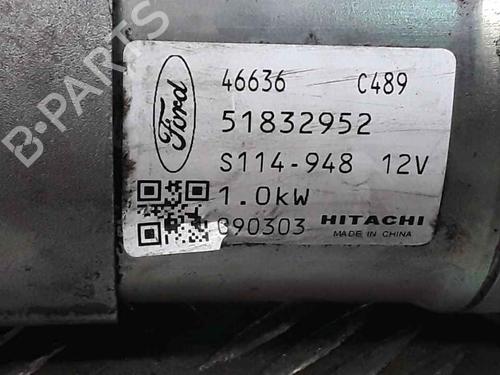 B-PARTS
Ford
46636 C489
51832952
S114-948 12V
1.0kW
090303 HITACHI
MADE IN CHINA